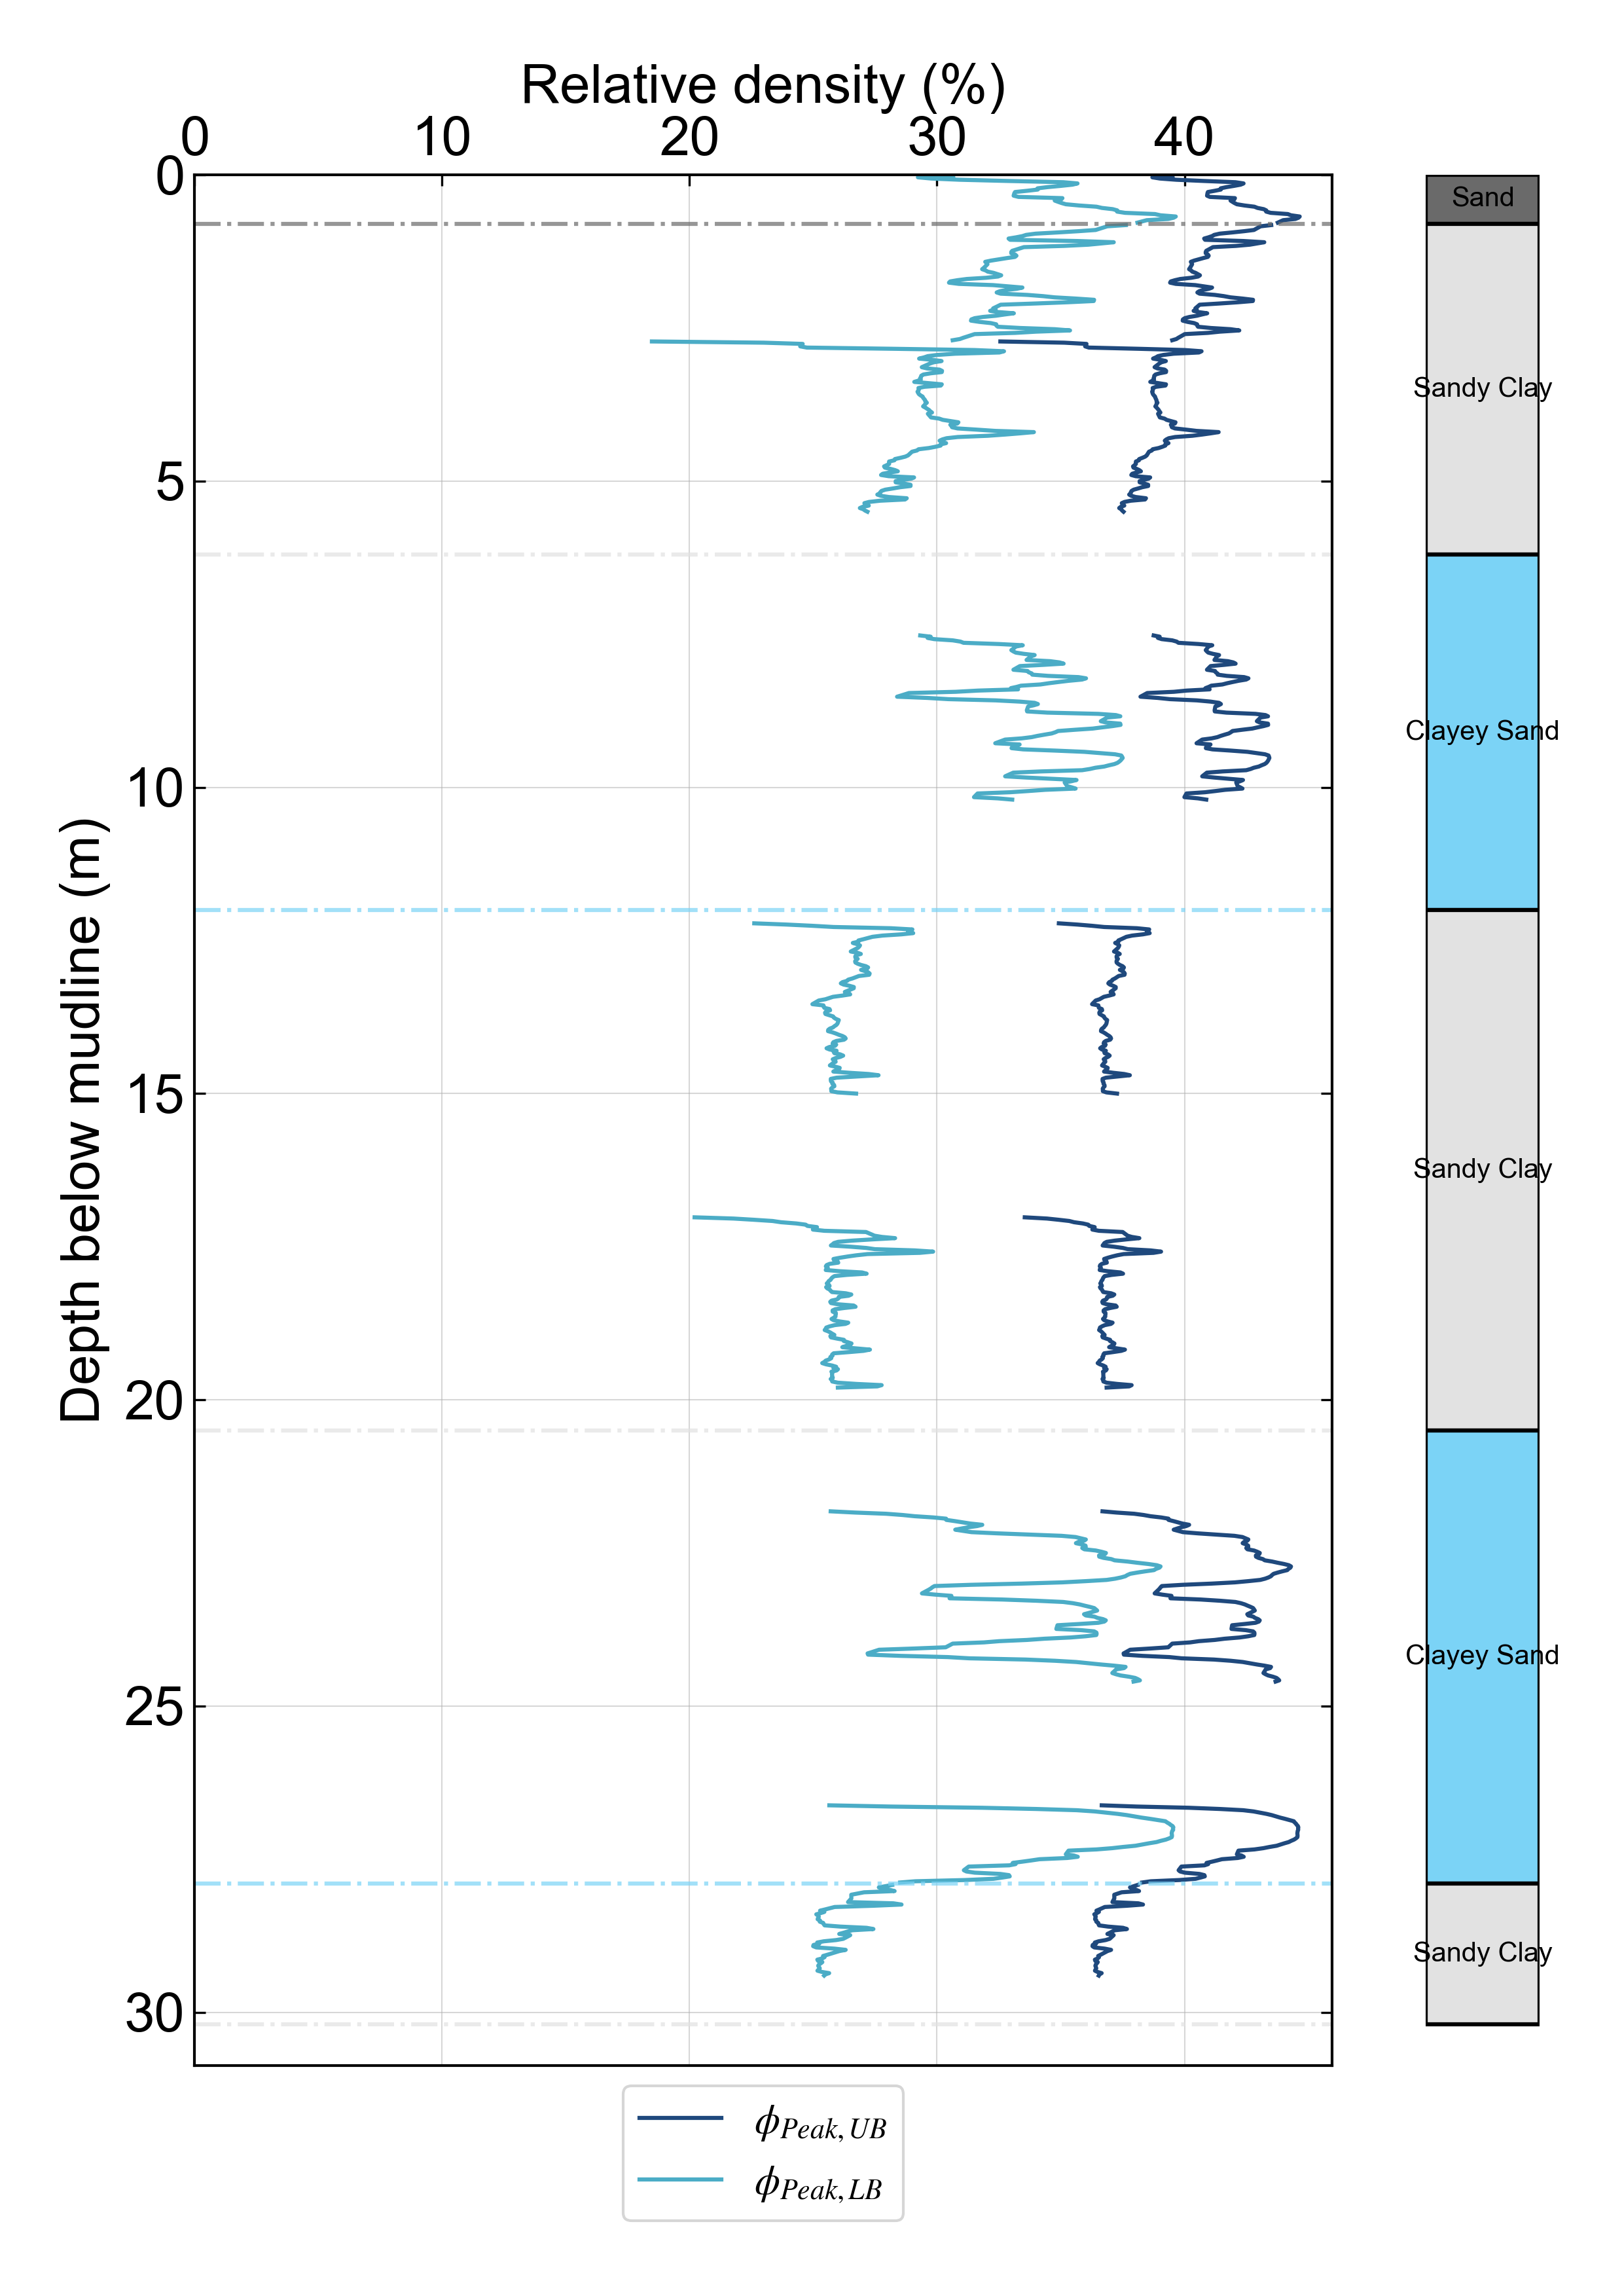 Relative density (%)
0 10 20 30 40
0
5
10
15
20
25
30
Depth below mudline (m)
Sand
Sandy Clay
Clayey Sand
Sandy Clay
Clayey Sand
Sandy Clay
ϕPeak, UB
ϕPeak, LB